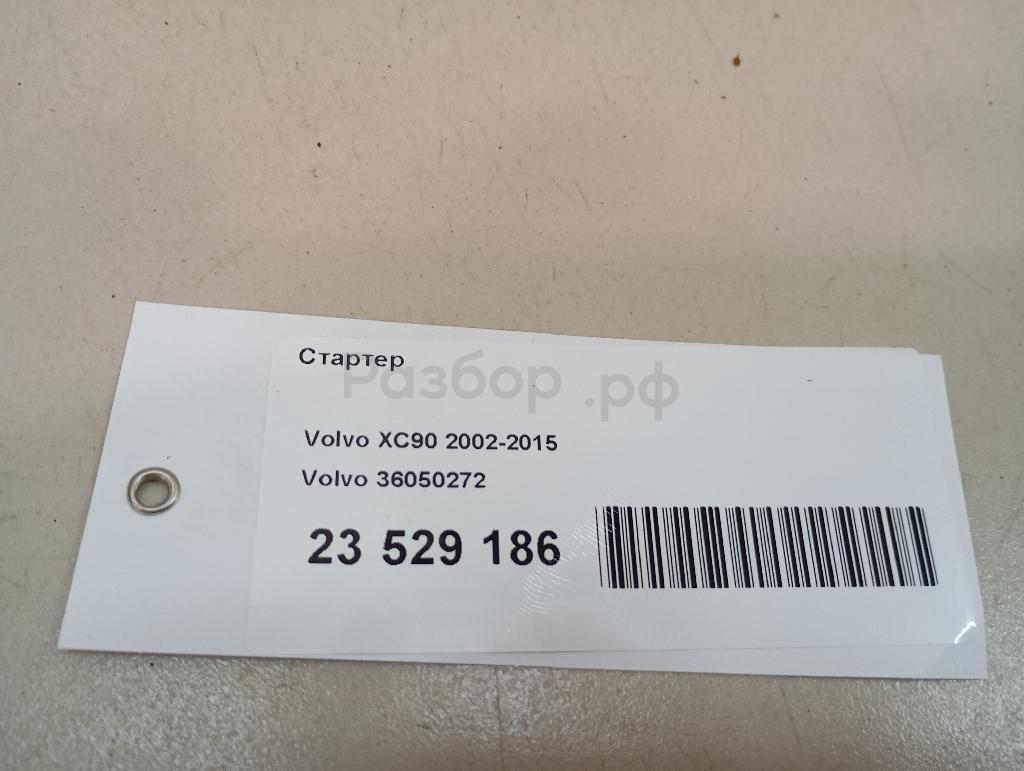 Стартер
Разбор.рф
Volvo XC90 2002-2015
Volvo 36050272
23 529 186